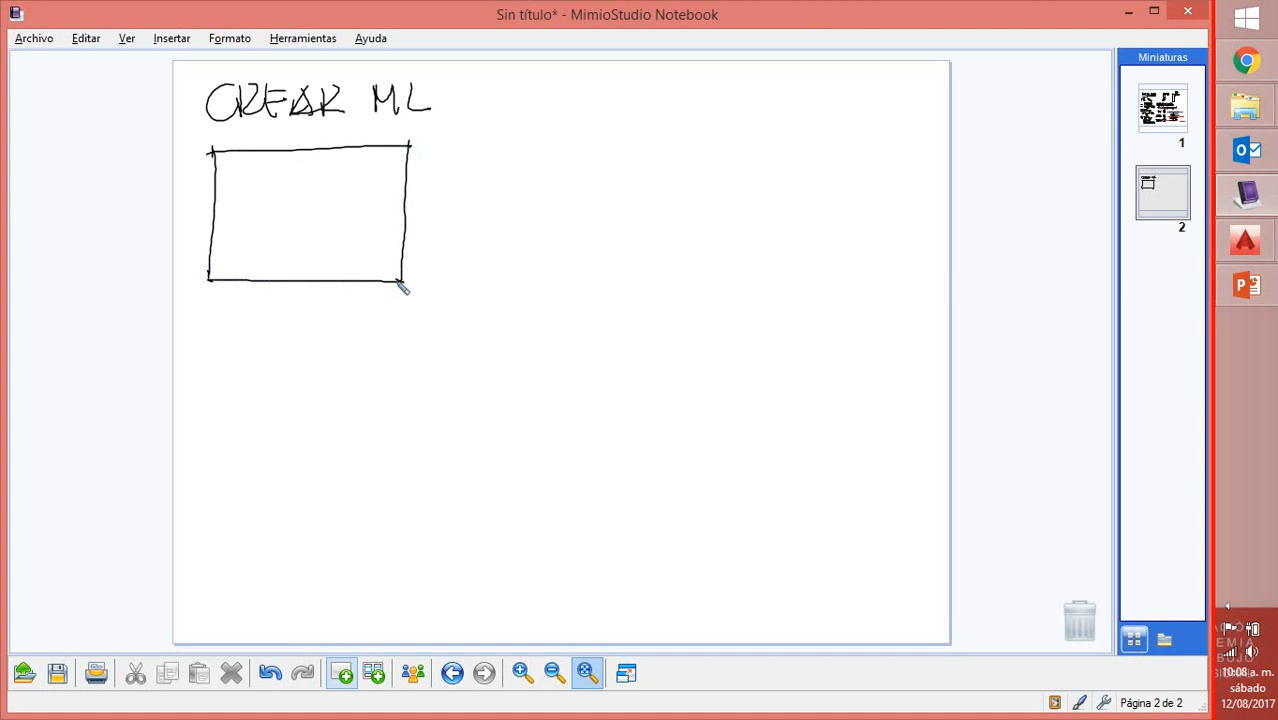 Sin título* - MimioStudio Notebook
Archivo Editar Ver Insertar Formato Herramientas Ayuda
Miniaturas
CREAR ML
1
2
10:08 a. m.
sábado
12/08/2017
Página 2 de 2